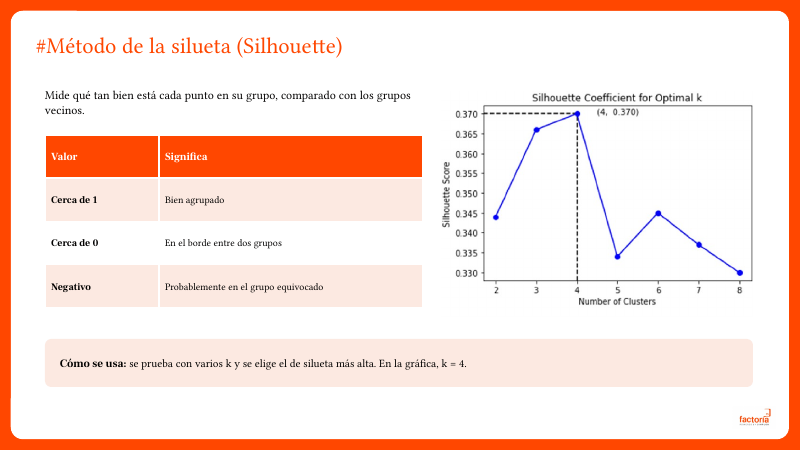 #Método de la silueta (Silhouette)
Mide qué tan bien está cada punto en su grupo, comparado con los grupos
vecinos.
Valor Significa
Cerca de 1 Bien agrupado
Cerca de 0 En el borde entre dos grupos
Negativo Probablemente en el grupo equivocado
Silhouette Coefficient for Optimal k
(4, 0.370)
0.370
0.365
0.360
0.355
0.350
0.345
0.340
0.335
0.330
Silhouette Score
2 3 4 5 6 7 8
Number of Clusters
Cómo se usa: se prueba con varios k y se elige el de silueta más alta. En la gráfica, k = 4.
factoría